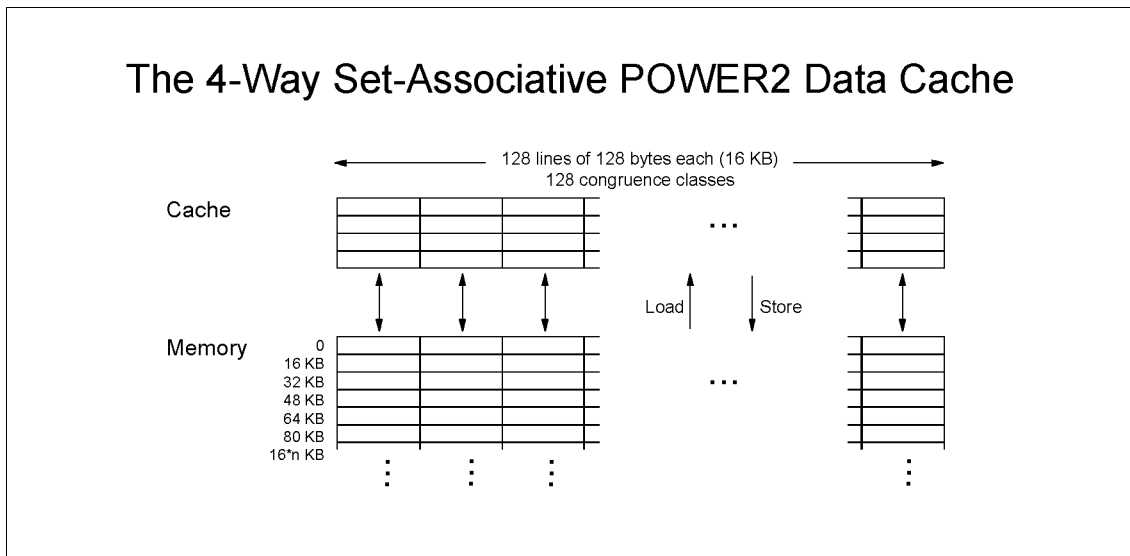 The 4-Way Set-Associative POWER2 Data Cache
128 lines of 128 bytes each (16 KB)
128 congruence classes
Cache
...
Load
Store
Memory
0
16 KB
32 KB
48 KB
64 KB
80 KB
16*n KB
...